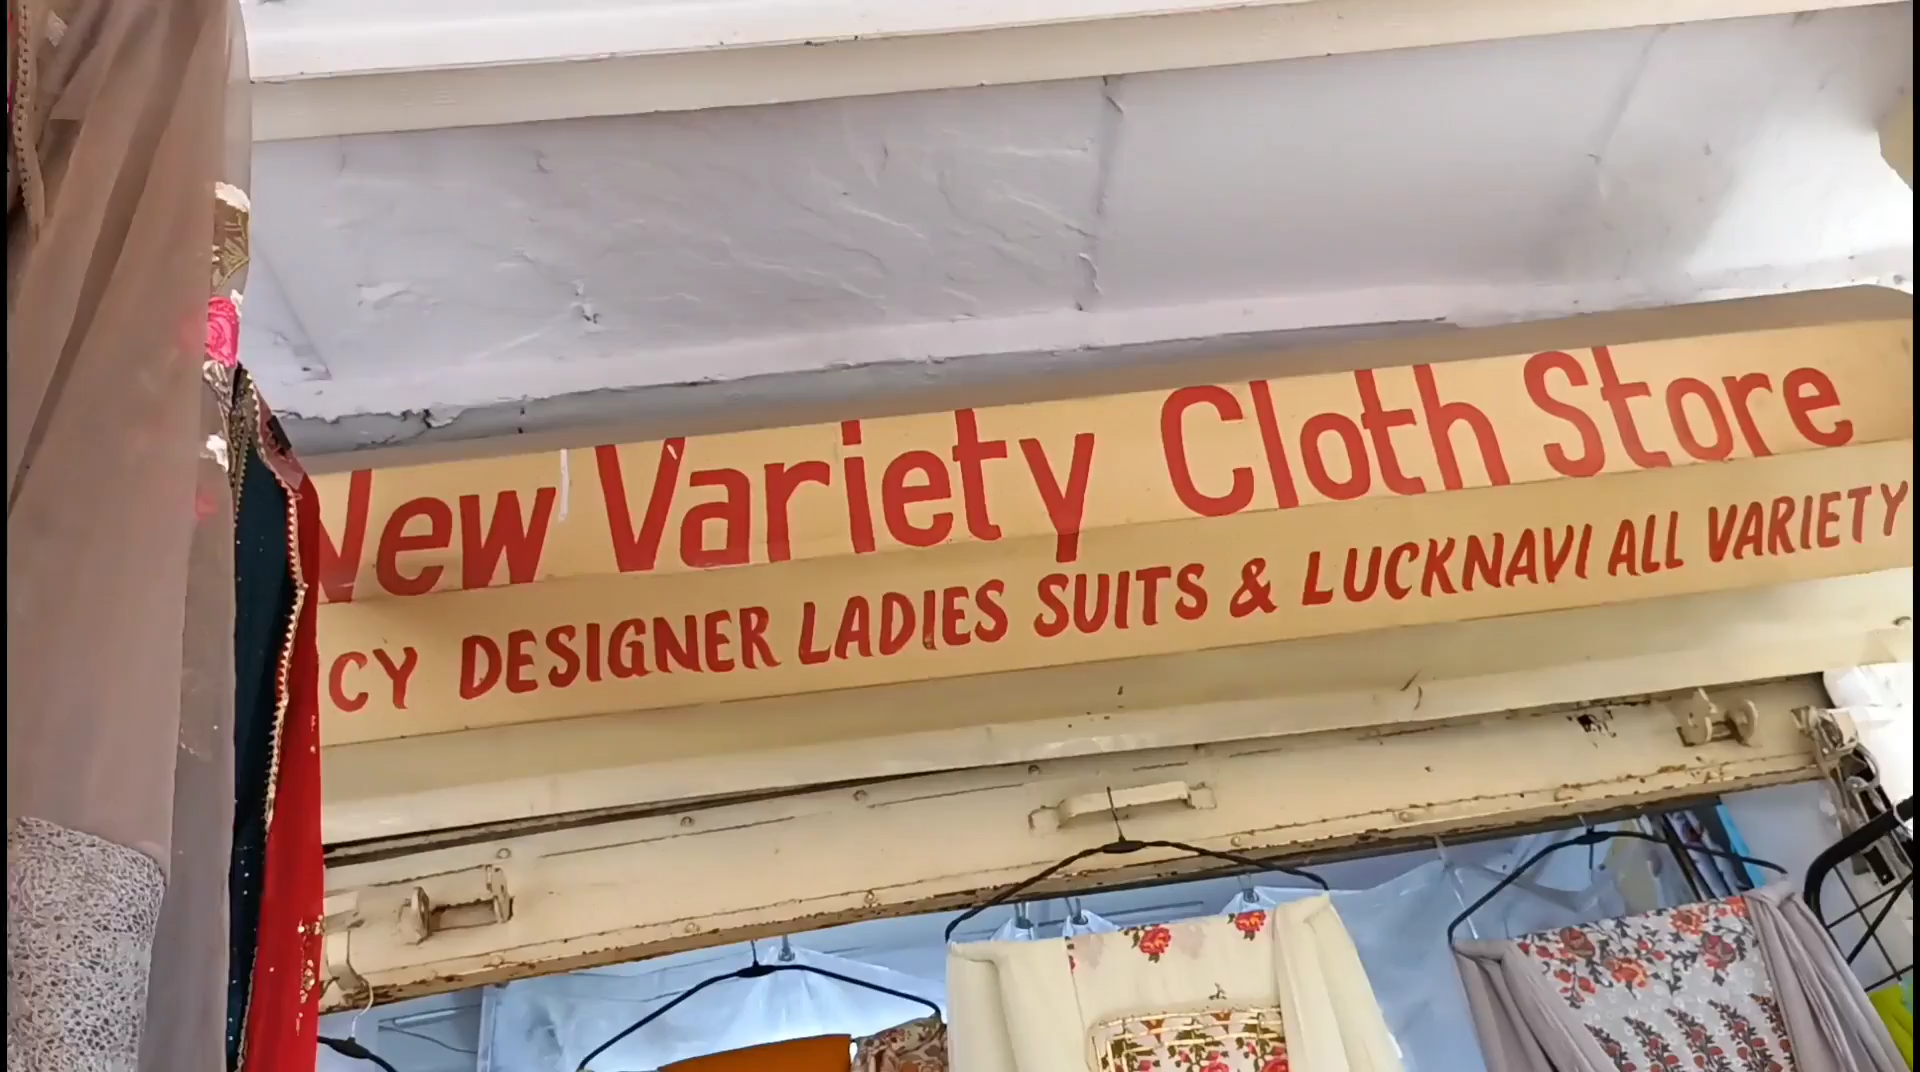 New Variety Cloth Store
CY DESIGNER LADIES SUITS & LUCKNAVI ALL VARIETY